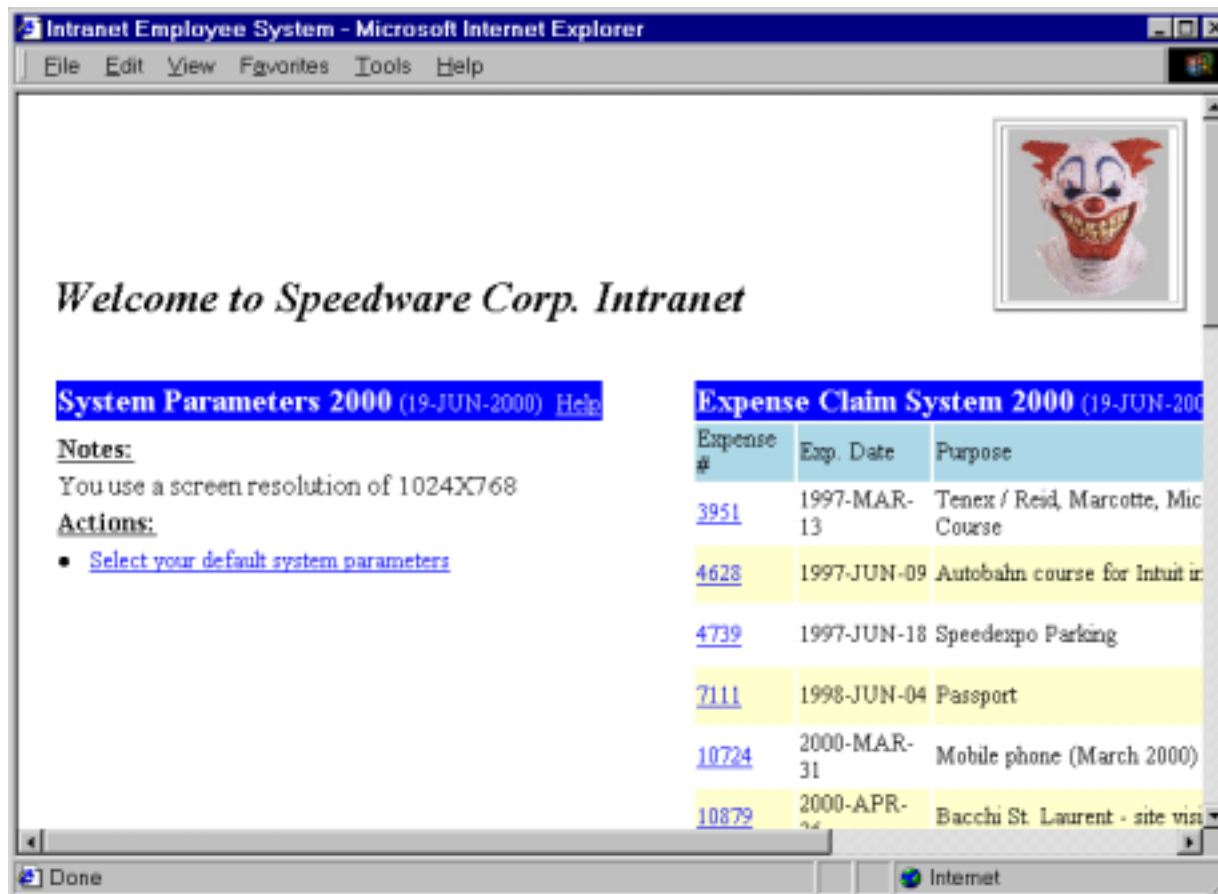 Intranet Employee System - Microsoft Internet Explorer
File Edit View Favorites Tools Help
Welcome to Speedware Corp. Intranet
System Parameters 2000 (19-JUN-2000) Help
Notes:
You use a screen resolution of 1024X768
Actions:
Select your default system parameters
Expense Claim System 2000 (19-JUN-200
Expense
#
Exp. Date
Purpose
3951
1997-MAR-
13
Tenex / Reid, Marcotte, Mic
Course
4628 1997-JUN-09 Autobahn course for Intuit in
4739 1997-JUN-18 Speedexpo Parking
7111 1998-JUN-04 Passport
10724
2000-MAR-
31
Mobile phone (March 2000)
10879
2000-APR-
Bacchi St. Laurent - site visi
Done
Internet